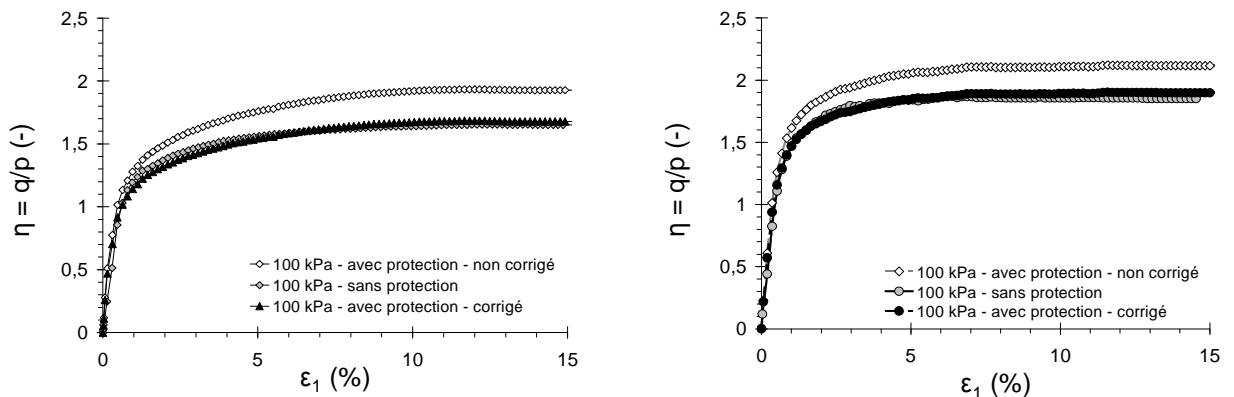 2,5
2
1,5
1
0,5
0
0
5
10
15
η = q/p (-)
ε1 (%)
100 kPa - avec protection - non corrigé
100 kPa - sans protection
100 kPa - avec protection - corrigé
2,5
2
1,5
1
0,5
0
0
5
10
15
η = q/p (-)
ε1 (%)
100 kPa - avec protection - non corrigé
100 kPa - sans protection
100 kPa - avec protection - corrigé